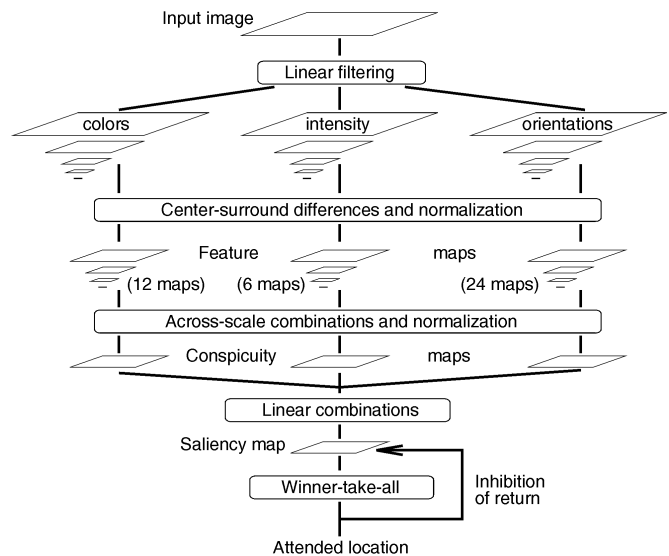 Input image
Linear filtering
colors
intensity
orientations
Center-surround differences and normalization
Feature maps
(12 maps)
(6 maps)
(24 maps)
Across-scale combinations and normalization
Conspicuity maps
Linear combinations
Saliency map
Winner-take-all
Inhibition
of return
Attended location